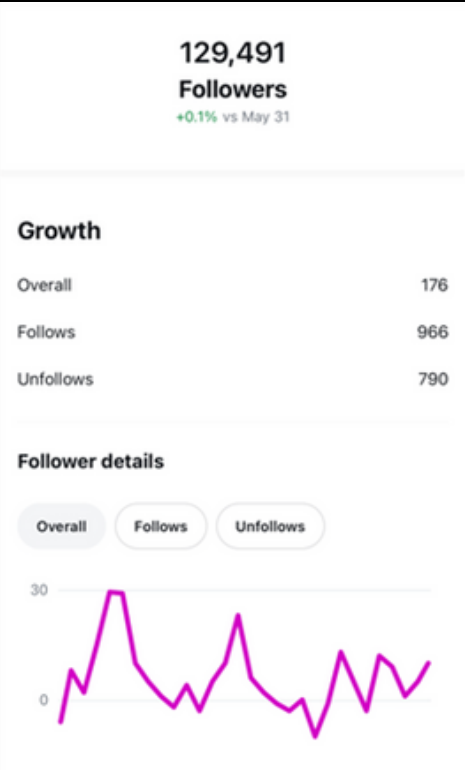 129,491
Followers
+0.1% vs May 31
Growth
Overall 176
Follows 966
Unfollows 790
Follower details
Overall Follows Unfollows
30
0